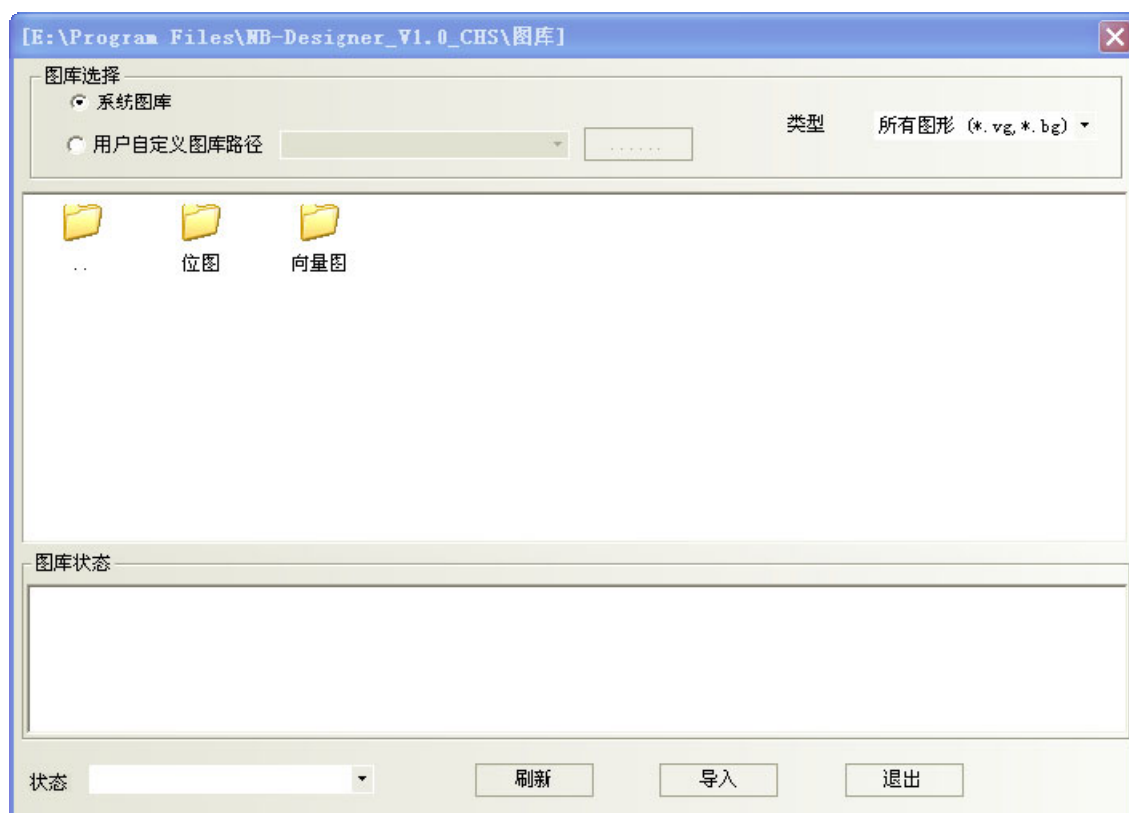 [E:\Program Files\NB-Designer_V1.0_CHS\图库]
图库选择
系统图库
用户自定义图库路径
......
类型
所有图形 (*.vg,*.bg)
..
位图
向量图
图库状态
状态
刷新
导入
退出